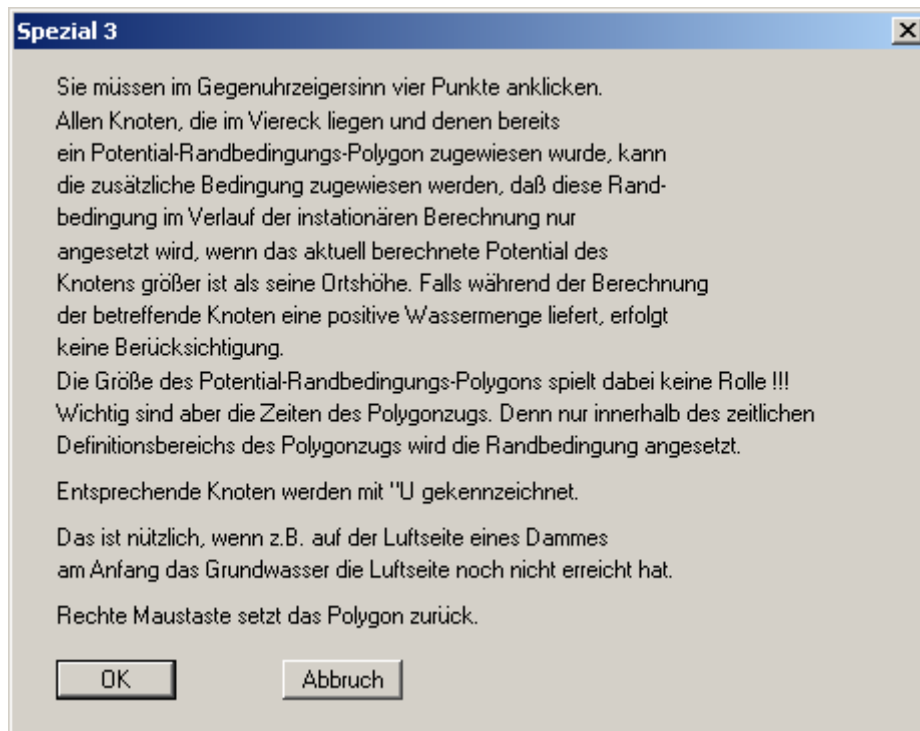 Spezial 3
Sie müssen im Gegenuhrzeigersinn vier Punkte anklicken.
Allen Knoten, die im Viereck liegen und denen bereits
ein Potential-Randbedingungs-Polygon zugewiesen wurde, kann
die zusätzliche Bedingung zugewiesen werden, daß diese Rand-
bedingung im Verlauf der instationären Berechnung nur
angesetzt wird, wenn das aktuell berechnete Potential des
Knotens größer ist als seine Ortshöhe. Falls während der Berechnung
der betreffende Knoten eine positive Wassermenge liefert, erfolgt
keine Berücksichtigung.
Die Größe des Potential-Randbedingungs-Polygons spielt dabei keine Rolle !!!
Wichtig sind aber die Zeiten des Polygonzugs. Denn nur innerhalb des zeitlichen
Definitionsbereichs des Polygonzugs wird die Randbedingung angesetzt.
Entsprechende Knoten werden mit "U gekennzeichnet.
Das ist nützlich, wenn z.B. auf der Luftseite eines Dammes
am Anfang das Grundwasser die Luftseite noch nicht erreicht hat.
Rechte Maustaste setzt das Polygon zurück.
OK Abbruch